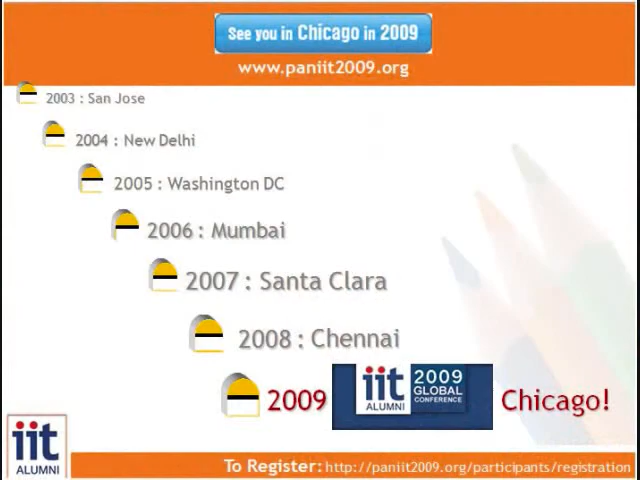 See you in Chicago in 2009
www.paniit2009.org
2003 : San Jose
2004 : New Delhi
2005 : Washington DC
2006 : Mumbai
2007 : Santa Clara
2008 : Chennai
2009 iit ALUMNI 2009 GLOBAL CONFERENCE Chicago!
iit
ALUMNI
To Register: http://paniit2009.org/participants/registration